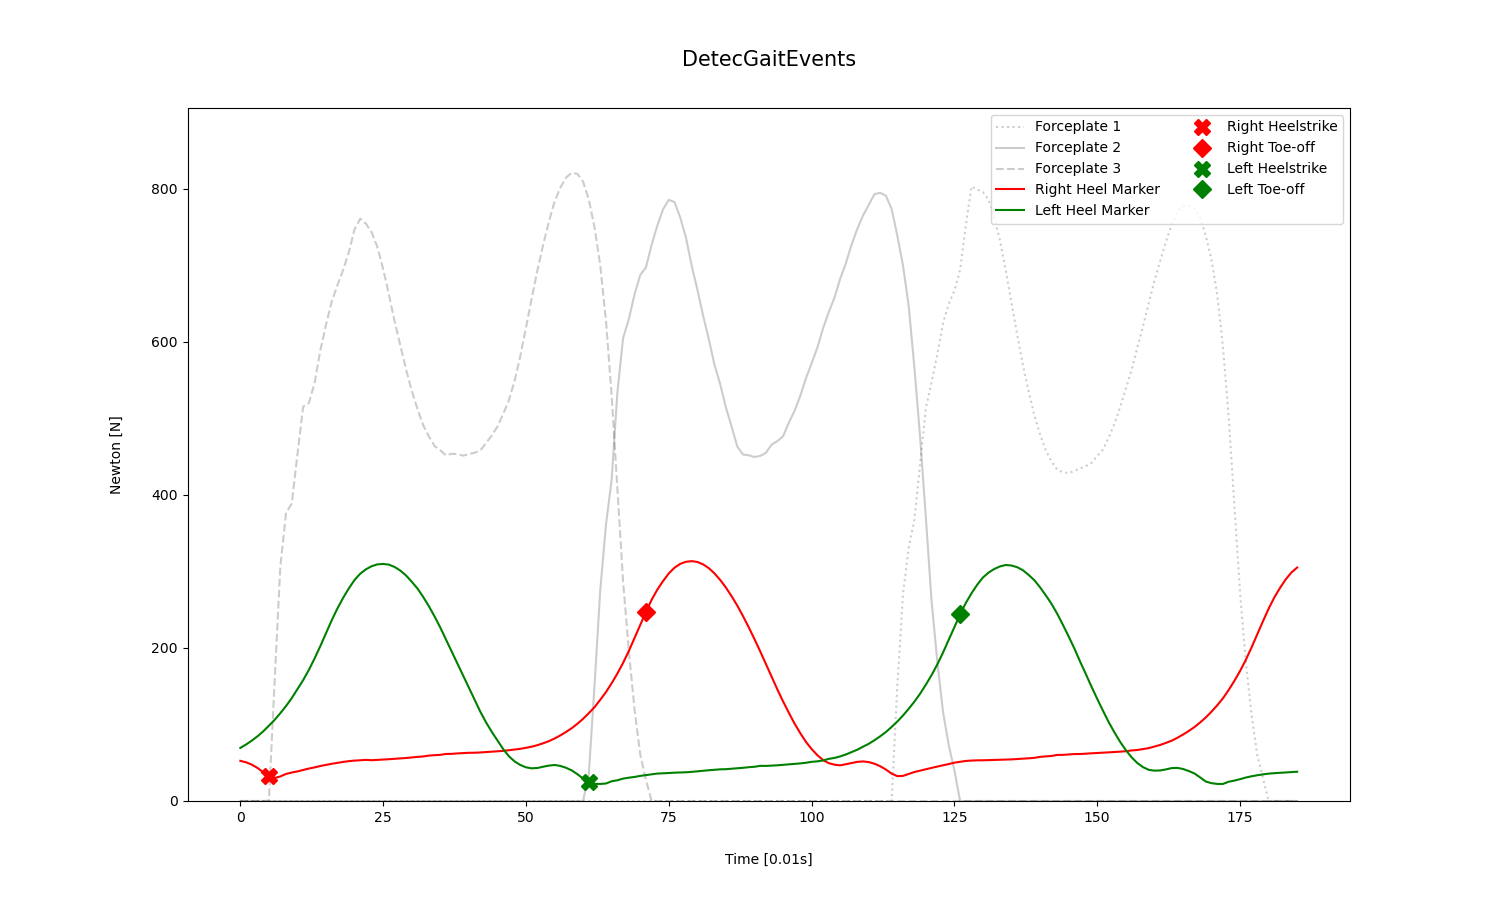 DetecGaitEvents
Forceplate 1
Forceplate 2
Forceplate 3
Right Heel Marker
Left Heel Marker
Right Heelstrike
Right Toe-off
Left Heelstrike
Left Toe-off
Newton [N]
800
600
400
200
0
0 25 50 75 100 125 150 175
Time [0.01s]